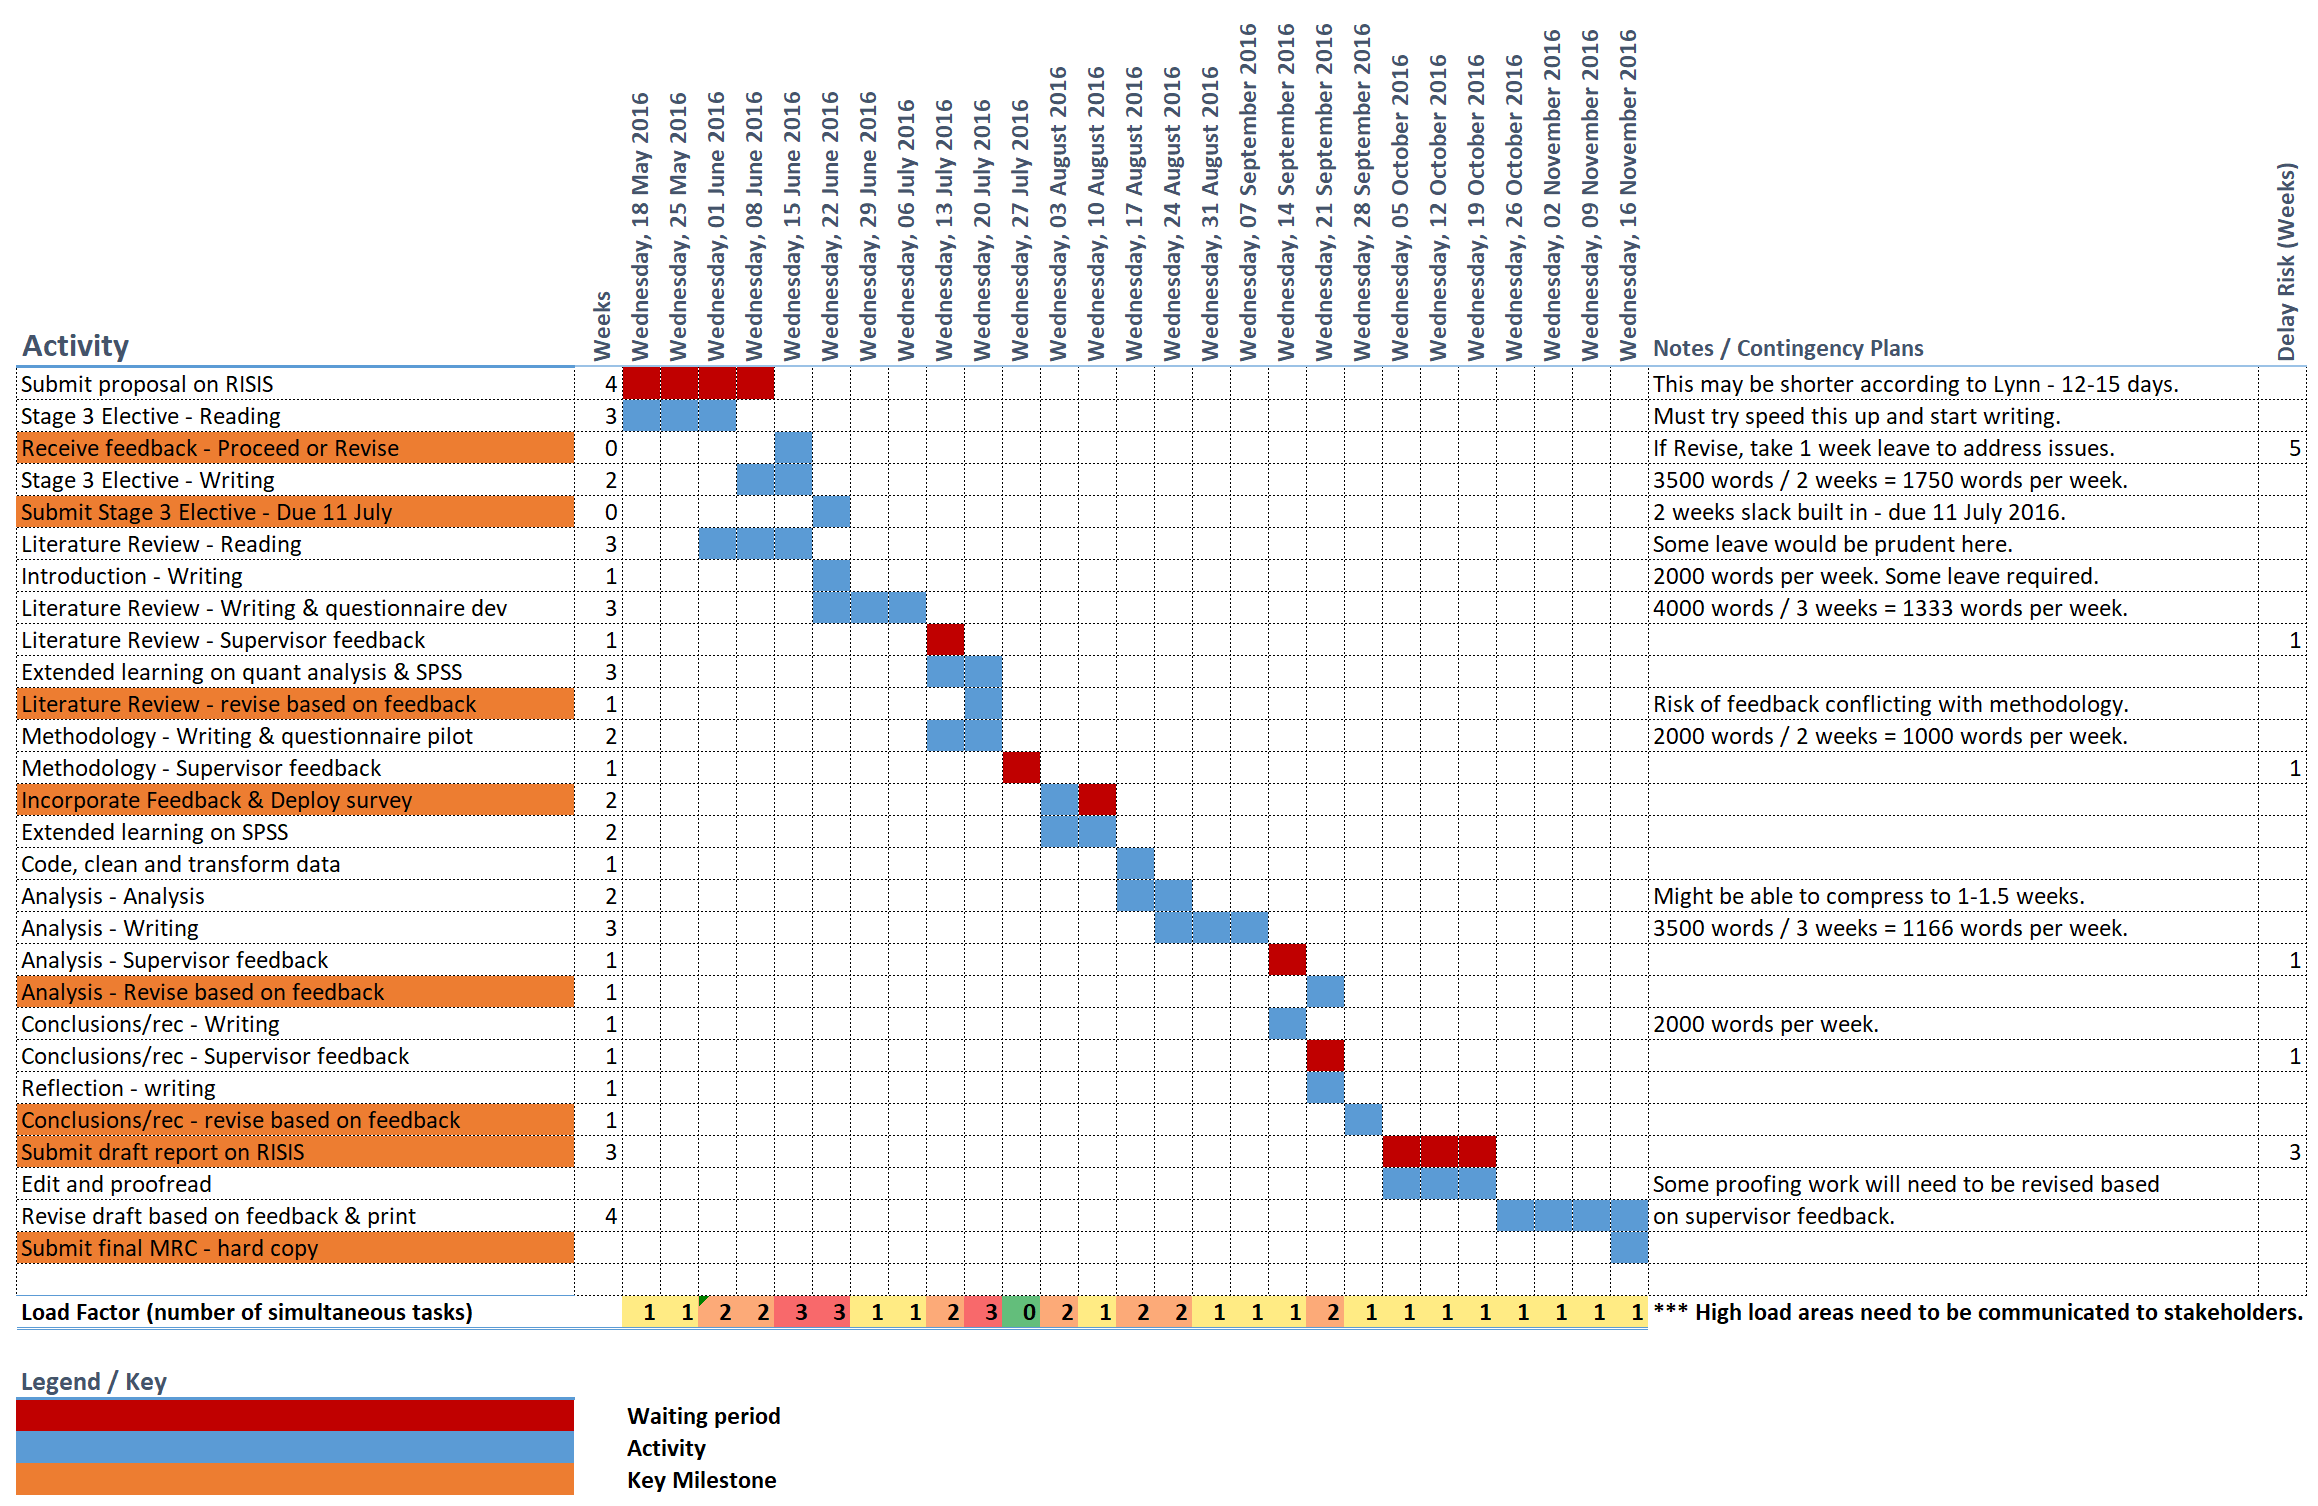 Activity
Weeks
Wednesday, 18 May 2016
Wednesday, 25 May 2016
Wednesday, 01 June 2016
Wednesday, 08 June 2016
Wednesday, 15 June 2016
Wednesday, 22 June 2016
Wednesday, 29 June 2016
Wednesday, 06 July 2016
Wednesday, 13 July 2016
Wednesday, 20 July 2016
Wednesday, 27 July 2016
Wednesday, 03 August 2016
Wednesday, 10 August 2016
Wednesday, 17 August 2016
Wednesday, 24 August 2016
Wednesday, 31 August 2016
Wednesday, 07 September 2016
Wednesday, 14 September 2016
Wednesday, 21 September 2016
Wednesday, 28 September 2016
Wednesday, 05 October 2016
Wednesday, 12 October 2016
Wednesday, 19 October 2016
Wednesday, 26 October 2016
Wednesday, 02 November 2016
Wednesday, 09 November 2016
Wednesday, 16 November 2016
Notes / Contingency Plans
Delay Risk (Weeks)
Submit proposal on RISIS 4 This may be shorter according to Lynn - 12-15 days.
Stage 3 Elective - Reading 3 Must try speed this up and start writing.
Receive feedback - Proceed or Revise 0 If Revise, take 1 week leave to address issues. 5
Stage 3 Elective - Writing 2 3500 words / 2 weeks = 1750 words per week.
Submit Stage 3 Elective - Due 11 July 0 2 weeks slack built in - due 11 July 2016.
Literature Review - Reading 3 Some leave would be prudent here.
Introduction - Writing 1 2000 words per week. Some leave required.
Literature Review - Writing & questionnaire dev 3 4000 words / 3 weeks = 1333 words per week.
Literature Review - Supervisor feedback 1 1
Extended learning on quant analysis & SPSS 3
Literature Review - revise based on feedback 1 Risk of feedback conflicting with methodology.
Methodology - Writing & questionnaire pilot 2 2000 words / 2 weeks = 1000 words per week.
Methodology - Supervisor feedback 1 1
Incorporate Feedback & Deploy survey 2
Extended learning on SPSS 2
Code, clean and transform data 1
Analysis - Analysis 2 Might be able to compress to 1-1.5 weeks.
Analysis - Writing 3 3500 words / 3 weeks = 1166 words per week.
Analysis - Supervisor feedback 1 1
Analysis - Revise based on feedback 1
Conclusions/rec - Writing 1 2000 words per week.
Conclusions/rec - Supervisor feedback 1 1
Reflection - writing 1
Conclusions/rec - revise based on feedback 1
Submit draft report on RISIS 3 3
Edit and proofread Some proofing work will need to be revised based
Revise draft based on feedback & print 4 on supervisor feedback.
Submit final MRC - hard copy
Load Factor (number of simultaneous tasks) 1 1 2 2 3 3 1 1 2 3 0 2 1 2 2 1 1 1 2 1 1 1 1 1 1 1 1 *** High load areas need to be communicated to stakeholders.
Legend / Key
Waiting period
Activity
Key Milestone